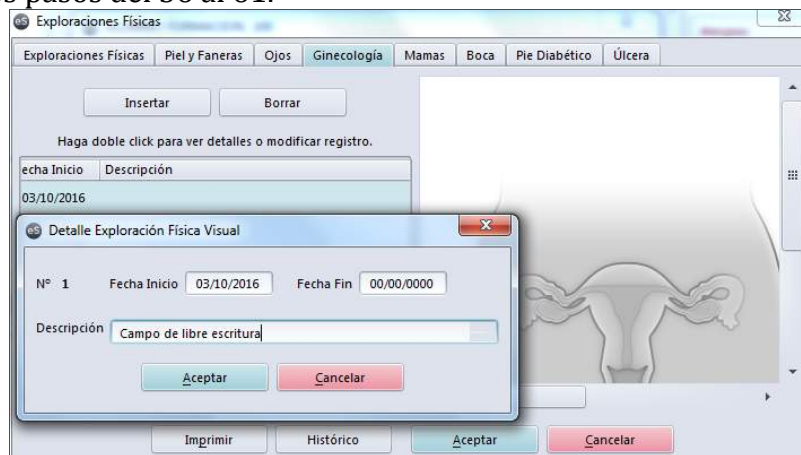 pasos del 56 al 61.
eS Exploraciones Físicas
Exploraciones Físicas Piel y Faneras Ojos Ginecología Mamas Boca Pie Diabético Úlcera
Insertar Borrar
Haga doble click para ver detalles o modificar registro.
echa Inicio Descripción
03/10/2016
eS Detalle Exploración Física Visual
Nº 1 Fecha Inicio 03/10/2016 Fecha Fin 00/00/0000
Descripción Campo de libre escritura
Aceptar Cancelar
Imprimir Histórico Aceptar Cancelar